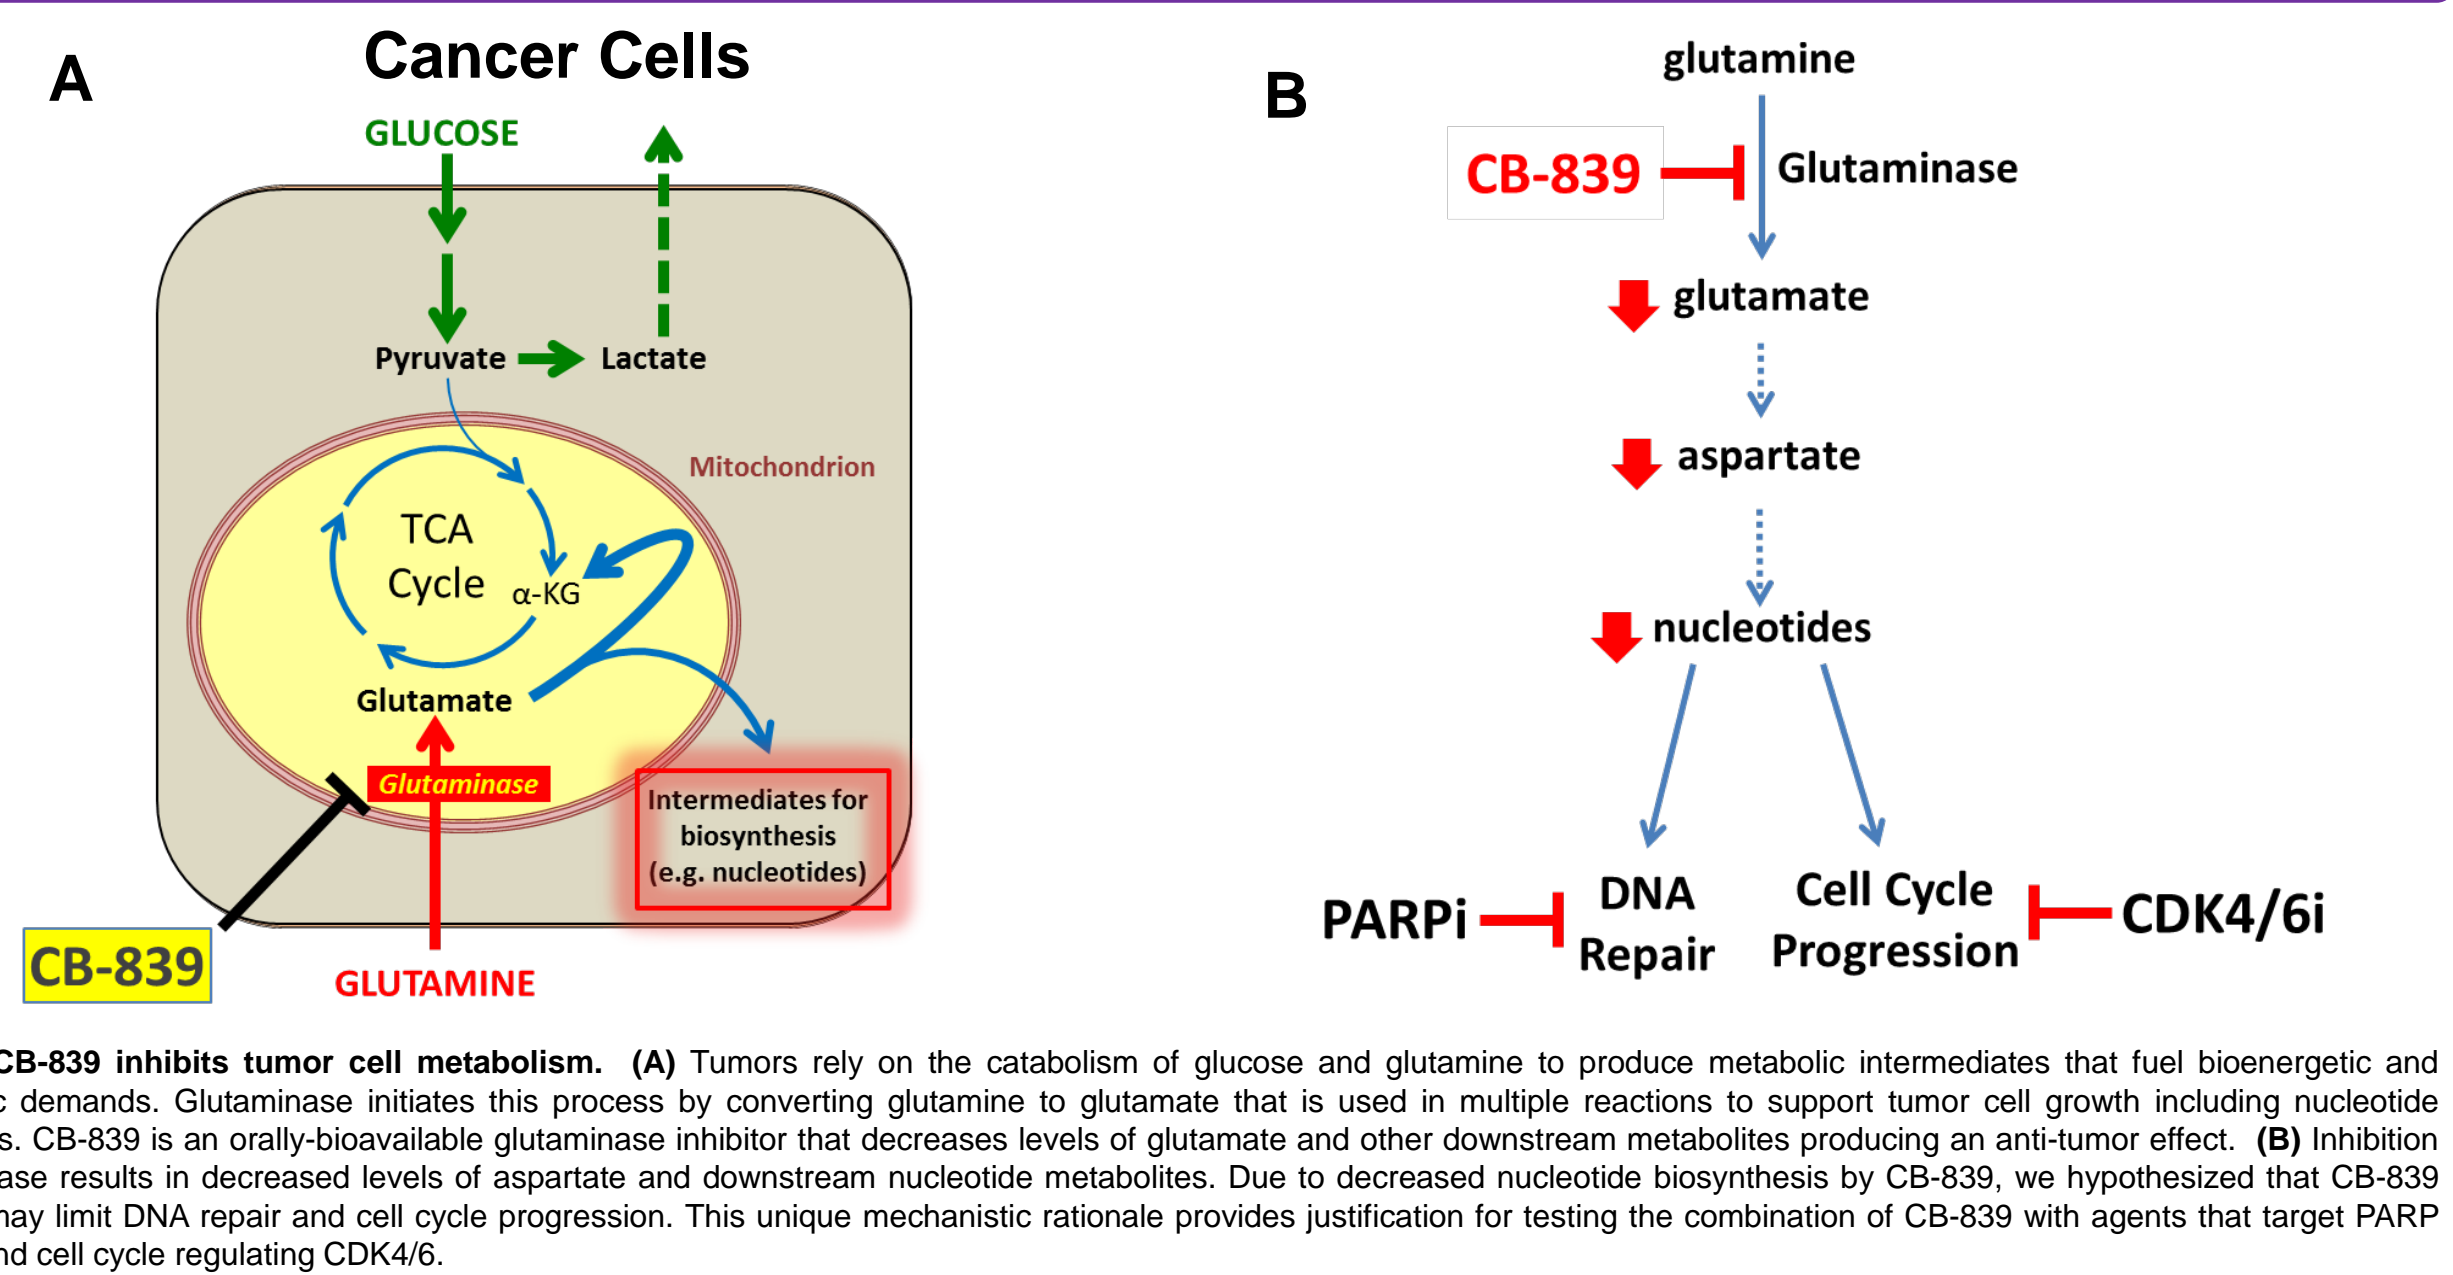 A
Cancer Cells
GLUCOSE
Pyruvate
Lactate
Mitochondrion
TCA
Cycle
α-KG
Glutamate
Glutaminase
Intermediates for
biosynthesis
(e.g. nucleotides)
CB-839
GLUTAMINE
B
glutamine
CB-839
Glutaminase
glutamate
aspartate
nucleotides
PARPi
DNA
Repair
Cell Cycle
Progression
CDK4/6i
CB-839 inhibits tumor cell metabolism. (A) Tumors rely on the catabolism of glucose and glutamine to produce metabolic intermediates that fuel bioenergetic and
demands. Glutaminase initiates this process by converting glutamine to glutamate that is used in multiple reactions to support tumor cell growth including nucleotide
CB-839 is an orally-bioavailable glutaminase inhibitor that decreases levels of glutamate and other downstream metabolites producing an anti-tumor effect. (B) Inhibition
results in decreased levels of aspartate and downstream nucleotide metabolites. Due to decreased nucleotide biosynthesis by CB-839, we hypothesized that CB-839
may limit DNA repair and cell cycle progression. This unique mechanistic rationale provides justification for testing the combination of CB-839 with agents that target PARP
cell cycle regulating CDK4/6.